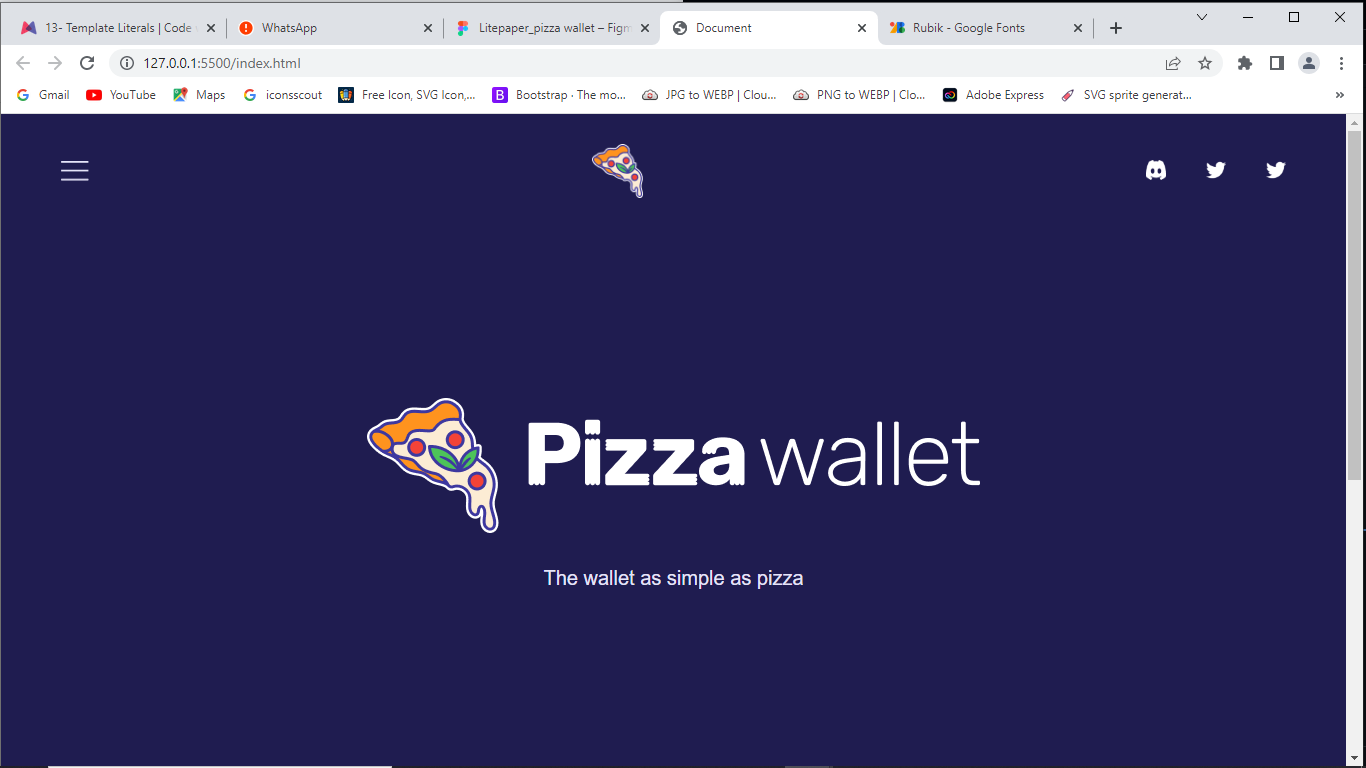 13- Template Literals | Code
WhatsApp
Litepaper_pizza wallet – Figm
Document
Rubik - Google Fonts
127.0.0.1:5500/index.html
Gmail
YouTube
Maps
iconsscout
Free Icon, SVG Icon,...
Bootstrap · The mo...
JPG to WEBP | Clou...
PNG to WEBP | Clo...
Adobe Express
SVG sprite generat...
»
Pizza wallet
The wallet as simple as pizza